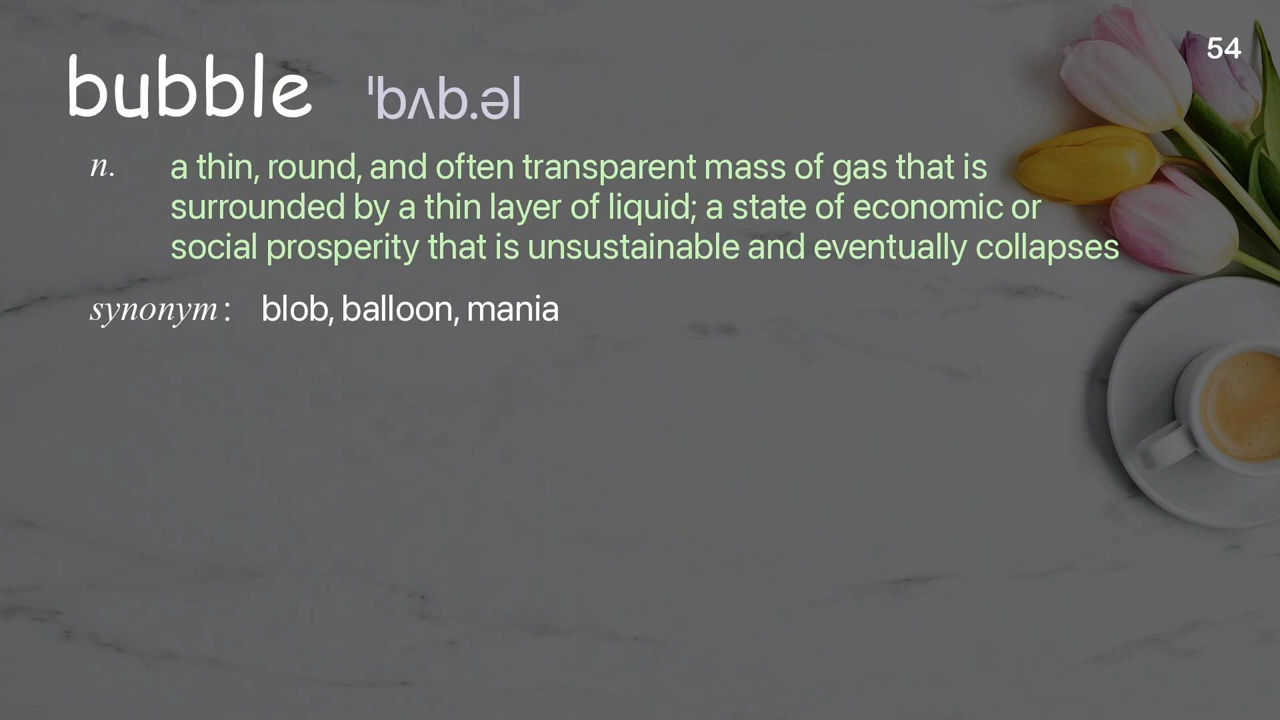 54
bubble ˈbʌb.əl
n. a thin, round, and often transparent mass of gas that is
surrounded by a thin layer of liquid; a state of economic or
social prosperity that is unsustainable and eventually collapses
synonym: blob, balloon, mania